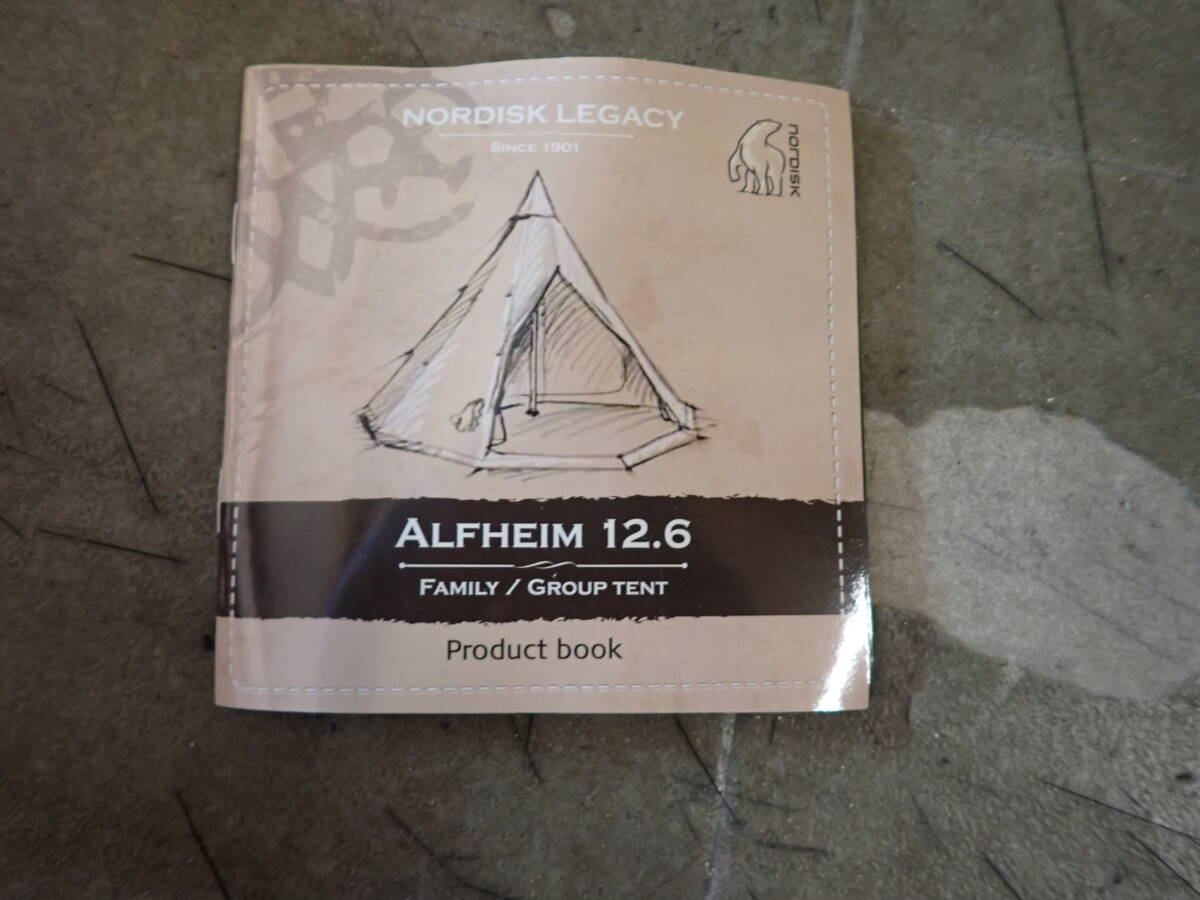 NORDISK LEGACY
SINCE 1901
NORDISK
ALFHEIM 12.6
FAMILY / GROUP TENT
Product book